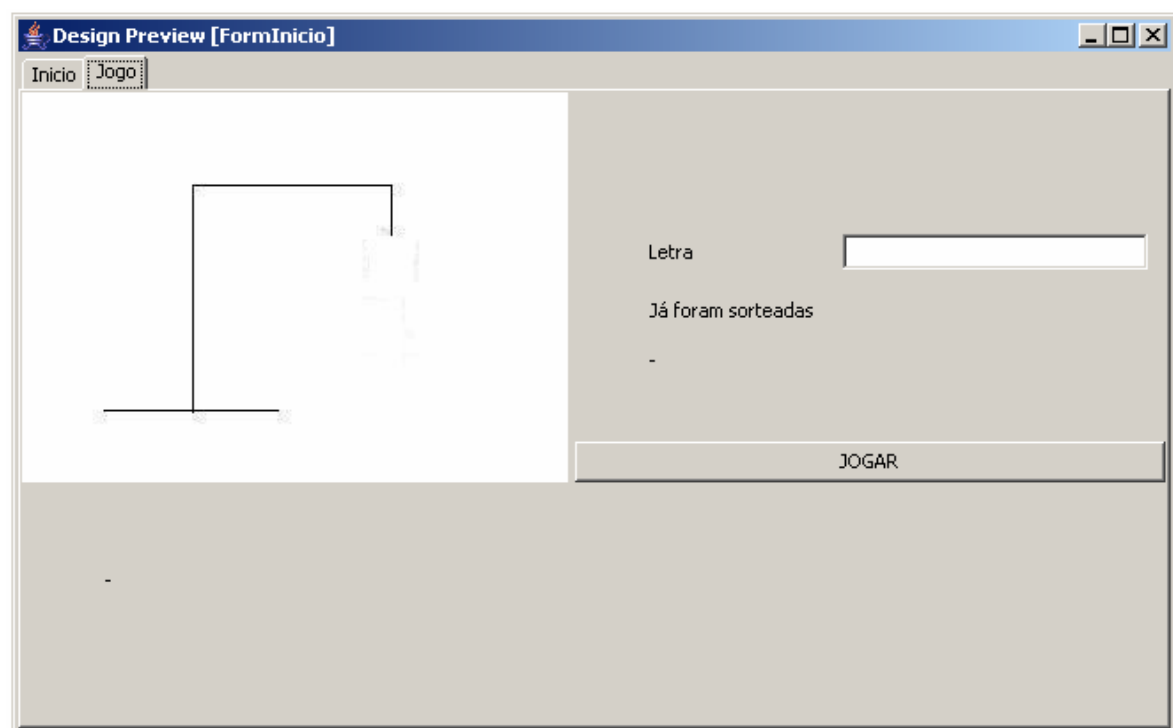 Design Preview [FormInicio]
Inicio Jogo
Letra
Já foram sorteadas
-
JOGAR
-